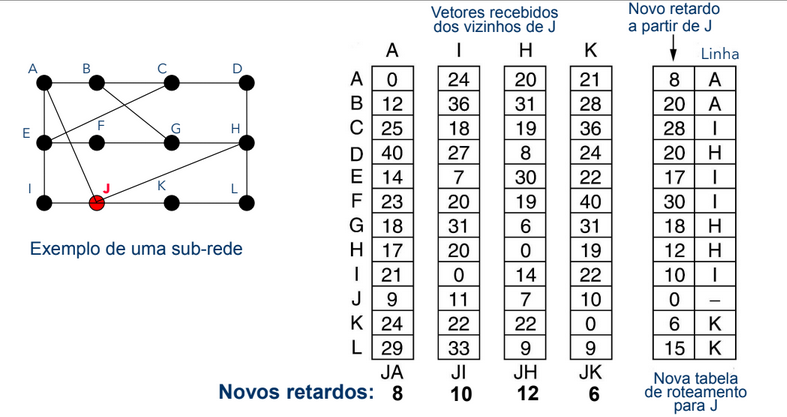 Vetores recebidos
dos vizinhos de J
Novo retardo
a partir de J
Linha
A B C D
E F G H
I J K L
Exemplo de uma sub-rede
A I H K
A 0 24 20 21 8 A
B 12 36 31 28 20 A
C 25 18 19 36 28 I
D 40 27 8 24 20 H
E 14 7 30 22 17 I
F 23 20 19 40 30 I
G 18 31 6 31 18 H
H 17 20 0 19 12 H
I 21 0 14 22 10 I
J 9 11 7 10 0 –
K 24 22 22 0 6 K
L 29 33 9 9 15 K
JA JI JH JK
Novos retardos: 8 10 12 6
Nova tabela
de roteamento
para J